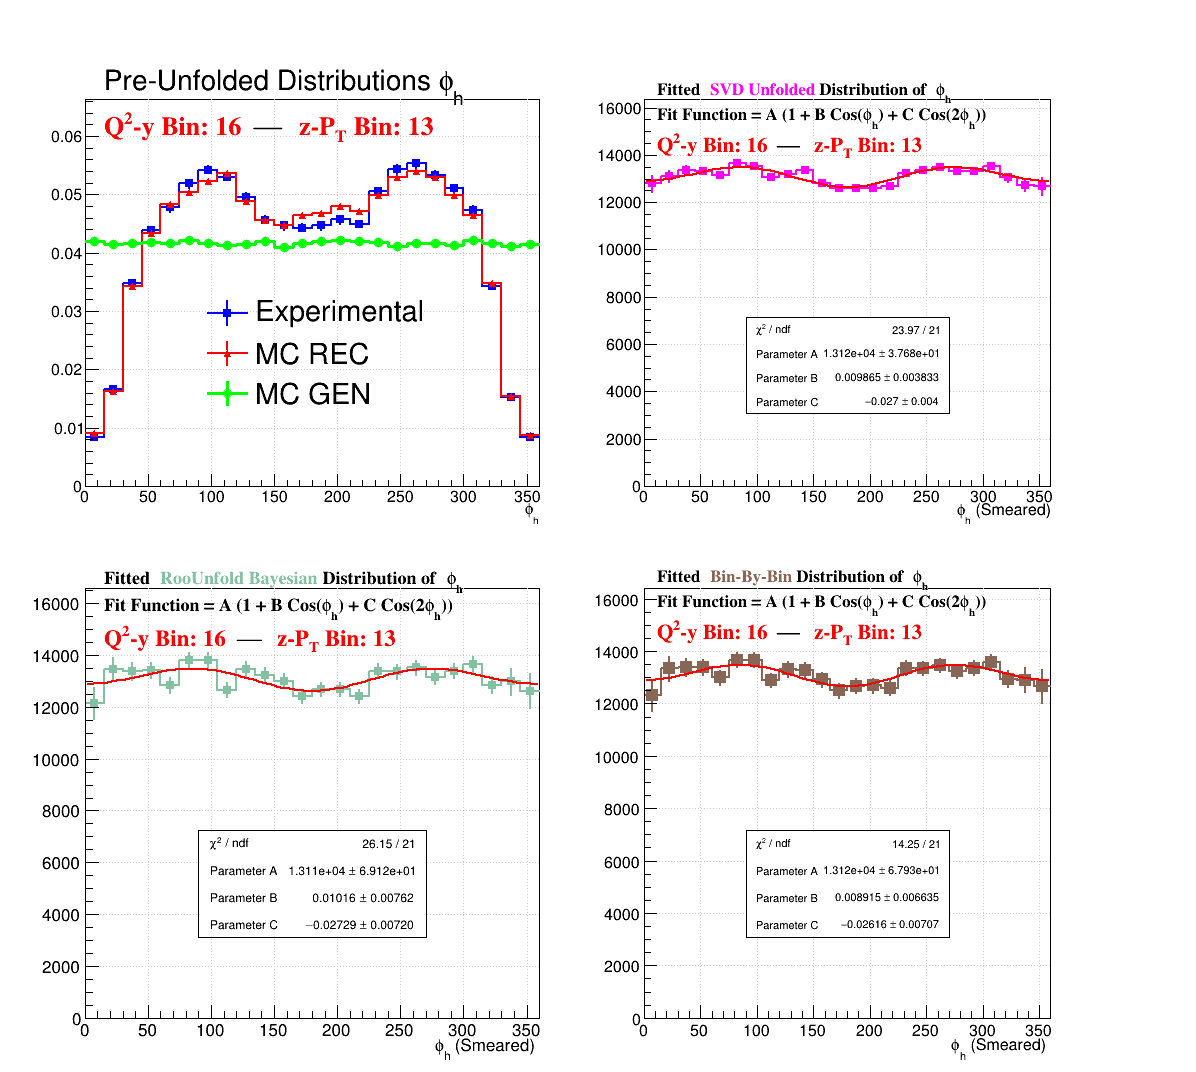 Pre-Unfolded Distributions ϕh
Q2-y Bin: 16 — z-PT Bin: 13
0.06
0.05
0.04
0.03
0.02
0.01
0
Experimental
MC REC
MC GEN
0 50 100 150 200 250 300 350
ϕh
Fitted SVD Unfolded Distribution of ϕh
Fit Function = A (1 + B Cos(ϕh) + C Cos(2ϕh))
Q2-y Bin: 16 — z-PT Bin: 13
16000
14000
12000
10000
8000
6000
4000
2000
0
χ2 / ndf 23.97 / 21
Parameter A 1.312e+04 ± 3.768e+01
Parameter B 0.009865 ± 0.003833
Parameter C −0.027 ± 0.004
0 50 100 150 200 250 300 350
ϕh (Smeared)
Fitted RooUnfold Bayesian Distribution of ϕh
Fit Function = A (1 + B Cos(ϕh) + C Cos(2ϕh))
Q2-y Bin: 16 — z-PT Bin: 13
16000
14000
12000
10000
8000
6000
4000
2000
0
χ2 / ndf 26.15 / 21
Parameter A 1.311e+04 ± 6.912e+01
Parameter B 0.01016 ± 0.00762
Parameter C −0.02729 ± 0.00720
0 50 100 150 200 250 300 350
ϕh (Smeared)
Fitted Bin-By-Bin Distribution of ϕh
Fit Function = A (1 + B Cos(ϕh) + C Cos(2ϕh))
Q2-y Bin: 16 — z-PT Bin: 13
16000
14000
12000
10000
8000
6000
4000
2000
0
χ2 / ndf 14.25 / 21
Parameter A 1.312e+04 ± 6.793e+01
Parameter B 0.008915 ± 0.006635
Parameter C −0.02616 ± 0.00707
0 50 100 150 200 250 300 350
ϕh (Smeared)